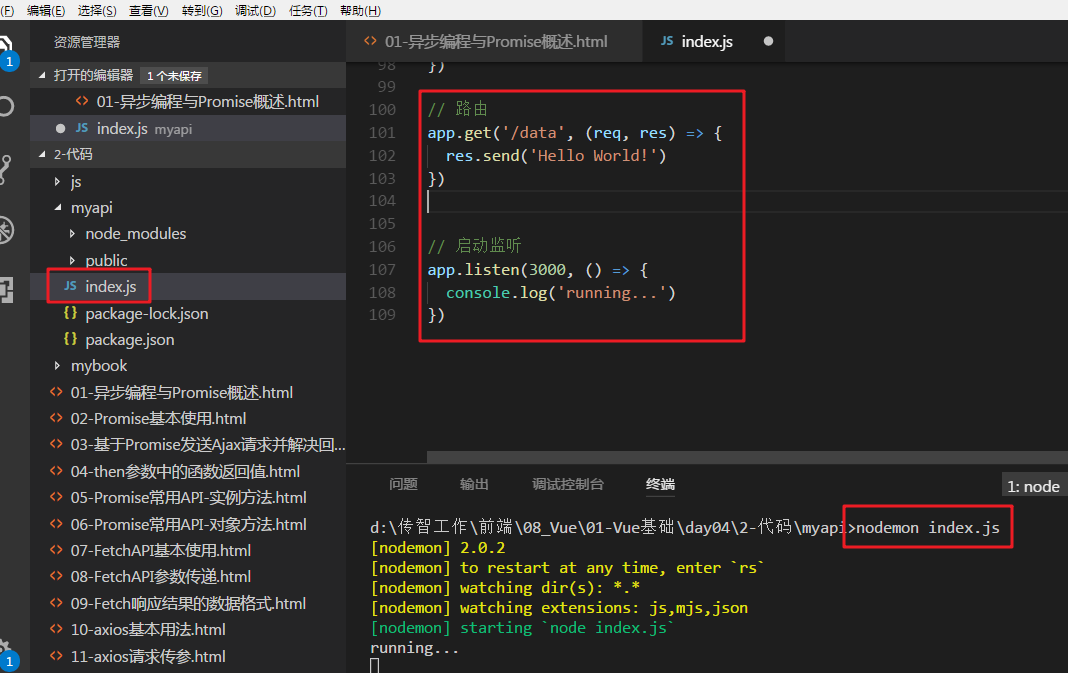 (F) 编辑(E) 选择(S) 查看(V) 转到(G) 调试(D) 任务(T) 帮助(H)
资源管理器
打开的编辑器 1 个未保存
01-异步编程与Promise概述.html
index.js myapi
2-代码
js
myapi
node_modules
public
index.js
package-lock.json
package.json
mybook
01-异步编程与Promise概述.html
02-Promise基本使用.html
03-基于Promise发送Ajax请求并解决回...
04-then参数中的函数返回值.html
05-Promise常用API-实例方法.html
06-Promise常用API-对象方法.html
07-FetchAPI基本使用.html
08-FetchAPI参数传递.html
09-Fetch响应结果的数据格式.html
10-axios基本用法.html
11-axios请求传参.html
1
1
01-异步编程与Promise概述.html JS index.js
98 })
99
100 // 路由
101 app.get('/data', (req, res) => {
102 res.send('Hello World!')
103 })
104
105
106 // 启动监听
107 app.listen(3000, () => {
108 console.log('running...')
109 })
问题 输出 调试控制台 终端 1: node
d:\传智工作\前端\08_Vue\01-Vue基础\day04\2-代码\myapi>nodemon index.js
[nodemon] 2.0.2
[nodemon] to restart at any time, enter `rs`
[nodemon] watching dir(s): *.*
[nodemon] watching extensions: js,mjs,json
[nodemon] starting `node index.js`
running...